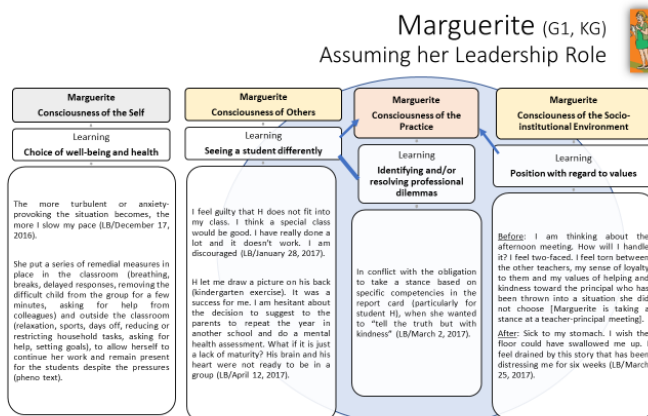 Marguerite (G1, KG)
Assuming her Leadership Role
Marguerite
Consciousness of the Self
Learning
Choice of well-being and health
The more turbulent or anxiety-
provoking the situation becomes, the
more I slow my pace (LB/December 17,
2016).
She put a series of remedial measures in
place in the classroom (breathing,
breaks, delayed responses, removing the
difficult child from the group for a few
minutes, asking for help from
colleagues) and outside the classroom
(relaxation, sports, days off, reducing or
restricting household tasks, asking for
help, setting goals), to allow herself to
continue her work and remain present
for the students despite the pressures
(pheno text).
Marguerite
Consciousness of Others
Learning
Seeing a student differently
I feel guilty that H does not fit into
my class. I think a special class
would be good. I have really done a
lot and it doesn't work. I am
discouraged (LB/January 28, 2017).
H let me draw a picture on his back
(kindergarten exercise). It was a
success for me. I am hesitant about
the decision to suggest to the
parents to repeat the year in
another school and do a mental
health assessment. What if it is just
a lack of maturity? His brain and his
heart were not ready to be in a
group (LB/April 12, 2017).
Marguerite
Consciousness of the
Practice
Learning
Identifying and/or
resolving professional
dilemmas
In conflict with the obligation
to take a stance based on
specific competencies in the
report card (particularly for
student H), when she wanted
to "tell the truth but with
kindness" (LB/March 2, 2017).
Marguerite
Consciouness of the Socio-
institutional Environment
Learning
Position with regard to values
Before: I am thinking about the
afternoon meeting. How will I handle
it? I feel two-faced. I feel torn between
the other teachers, my sense of loyalty
to them and my values of helping and
kindness toward the principal who has
been thrown into a situation she did
not choose [Marguerite is taking a
stance at a teacher-principal meeting].
After: Sick to my stomach. I wish the
floor could have swallowed me up. I
feel drained by this story that has been
distressing me for six weeks (LB/March
25, 2017).